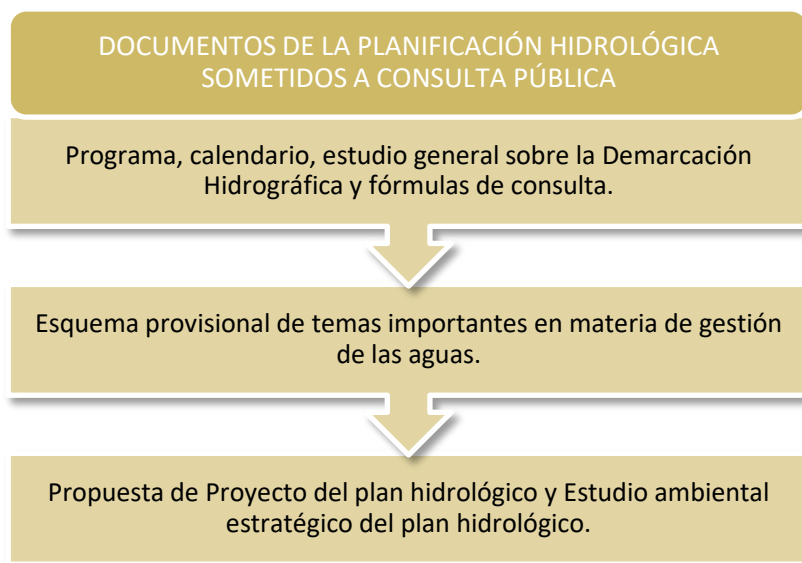 DOCUMENTOS DE LA PLANIFICACIÓN HIDROLÓGICA
SOMETIDOS A CONSULTA PÚBLICA
Programa, calendario, estudio general sobre la Demarcación
Hidrográfica y fórmulas de consulta.
Esquema provisional de temas importantes en materia de gestión
de las aguas.
Propuesta de Proyecto del plan hidrológico y Estudio ambiental
estratégico del plan hidrológico.